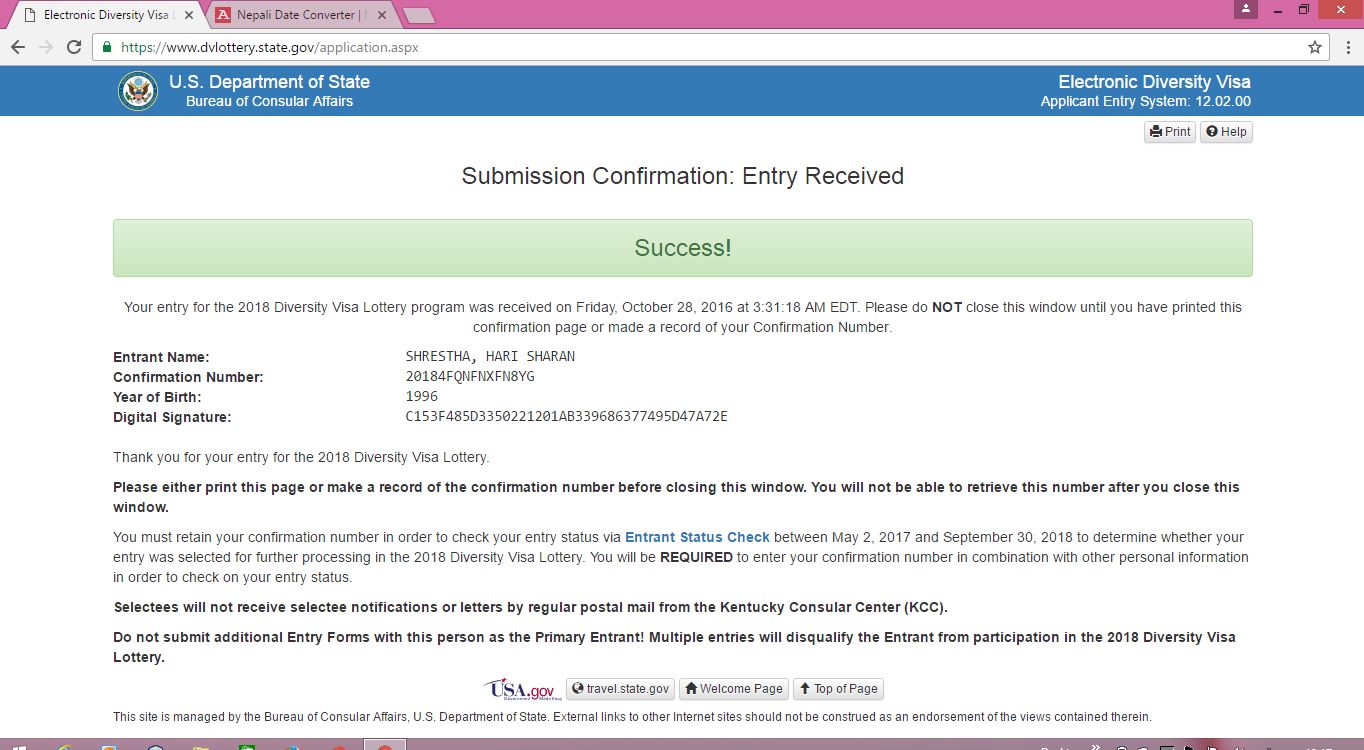 Electronic Diversity Visa L
Nepali Date Converter |
https://www.dvlottery.state.gov/application.aspx
U.S. Department of State
Bureau of Consular Affairs
Electronic Diversity Visa
Applicant Entry System: 12.02.00
Print
Help
Submission Confirmation: Entry Received
Success!
Your entry for the 2018 Diversity Visa Lottery program was received on Friday, October 28, 2016 at 3:31:18 AM EDT. Please do NOT close this window until you have printed this
confirmation page or made a record of your Confirmation Number.
Entrant Name: SHRESTHA, HARI SHARAN
Confirmation Number: 20184FQNFNXFN8YG
Year of Birth: 1996
Digital Signature: C153F485D3350221201AB339686377495D47A72E
Thank you for your entry for the 2018 Diversity Visa Lottery.
Please either print this page or make a record of the confirmation number before closing this window. You will not be able to retrieve this number after you close this
window.
You must retain your confirmation number in order to check your entry status via Entrant Status Check between May 2, 2017 and September 30, 2018 to determine whether your
entry was selected for further processing in the 2018 Diversity Visa Lottery. You will be REQUIRED to enter your confirmation number in combination with other personal information
in order to check on your entry status.
Selectees will not receive selectee notifications or letters by regular postal mail from the Kentucky Consular Center (KCC).
Do not submit additional Entry Forms with this person as the Primary Entrant! Multiple entries will disqualify the Entrant from participation in the 2018 Diversity Visa
Lottery.
USA.gov
travel.state.gov
Welcome Page
Top of Page
This site is managed by the Bureau of Consular Affairs, U.S. Department of State. External links to other Internet sites should not be construed as an endorsement of the views contained therein.